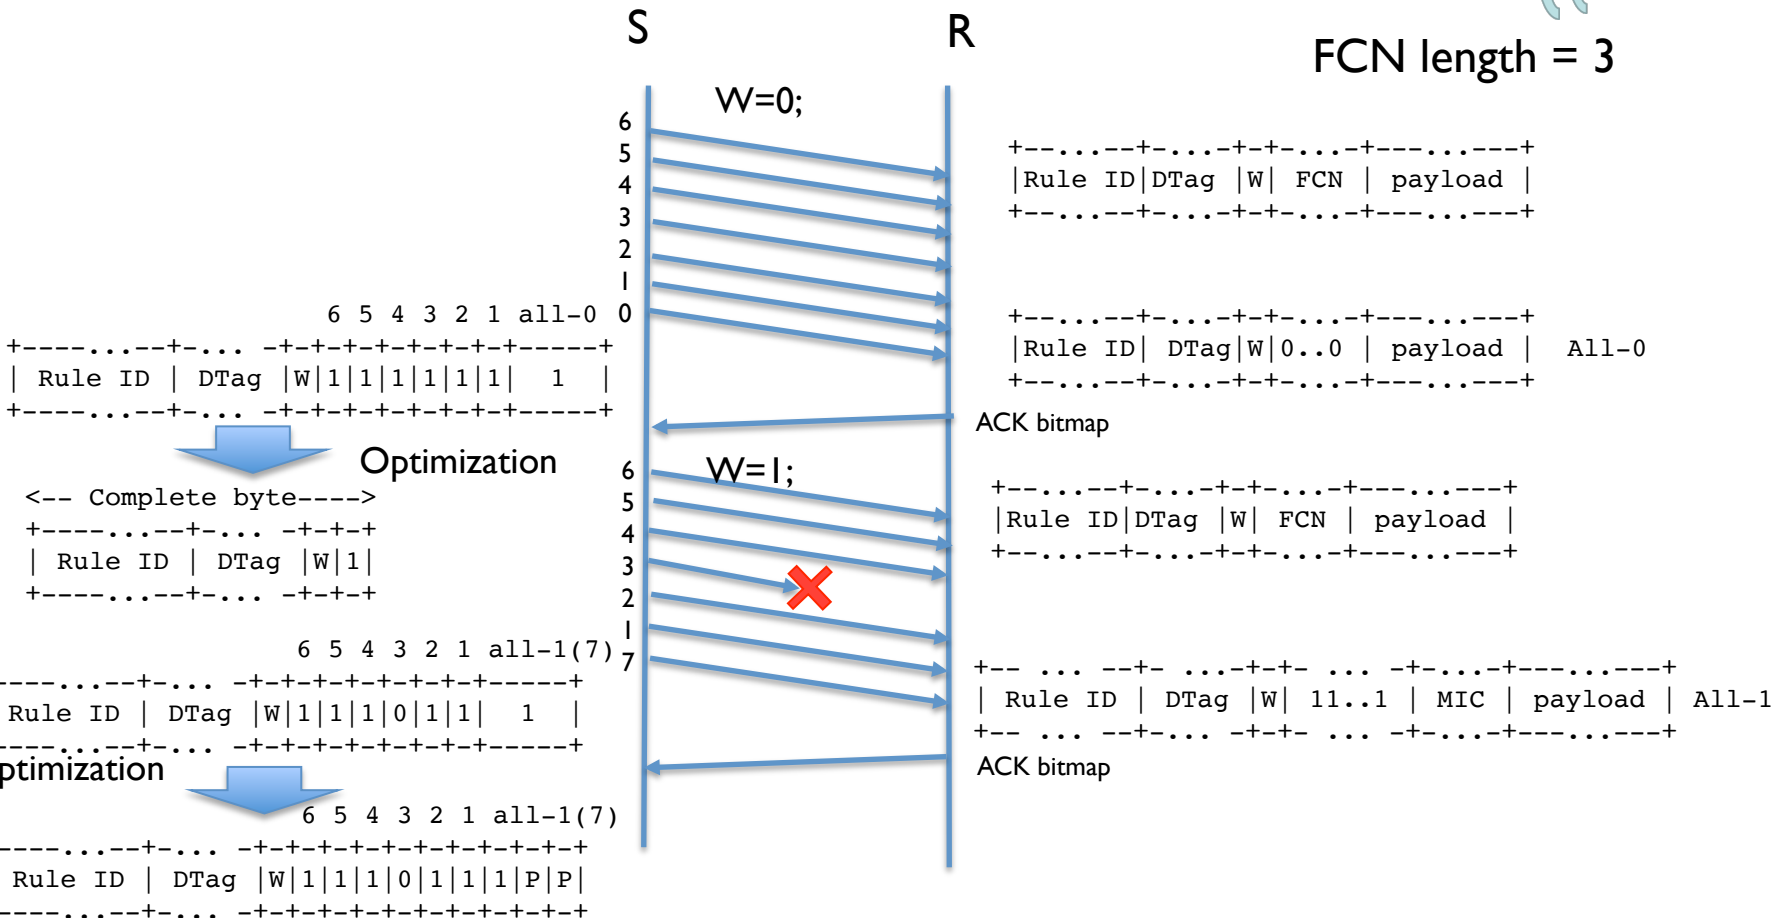 S
R
FCN length = 3
W=0;
6
5
4
3
2
1
0
+--...--+-...-+-+-...-+---...---+
|Rule ID|DTag |W| FCN | payload |
+--...--+-...-+-+-...-+---...---+
6 5 4 3 2 1 all-0
+----...--+-... -+-+-+-+-+-+-+-----+
| Rule ID | DTag |W|1|1|1|1|1|1| 1 |
+----...--+-... -+-+-+-+-+-+-+-----+
+--...--+-...-+-+-...-+---...---+
|Rule ID| DTag|W|0..0 | payload | All-0
+--...--+-...-+-+-...-+---...---+
ACK bitmap
Optimization
<-- Complete byte---->
+----...--+-... -+-+-+
| Rule ID | DTag |W|1|
+----...--+-... -+-+-+
W=1;
6
5
4
3
2
1
7
+--...--+-...-+-+-...-+---...---+
|Rule ID|DTag |W| FCN | payload |
+--...--+-...-+-+-...-+---...---+
6 5 4 3 2 1 all-1(7)
----...--+-... -+-+-+-+-+-+-+-----+
Rule ID | DTag |W|1|1|1|0|1|1| 1 |
----...--+-... -+-+-+-+-+-+-+-----+
+-- ... --+- ...-+-+- ... -+-...-+---...---+
| Rule ID | DTag |W| 11..1 | MIC | payload | All-1
+-- ... --+-... -+-+- ... -+-...-+---...---+
ACK bitmap
ptimization
6 5 4 3 2 1 all-1(7)
----...--+-... -+-+-+-+-+-+-+-+-+-+
Rule ID | DTag |W|1|1|1|0|1|1|1|P|P|
----...--+-... -+-+-+-+-+-+-+-+-+-+